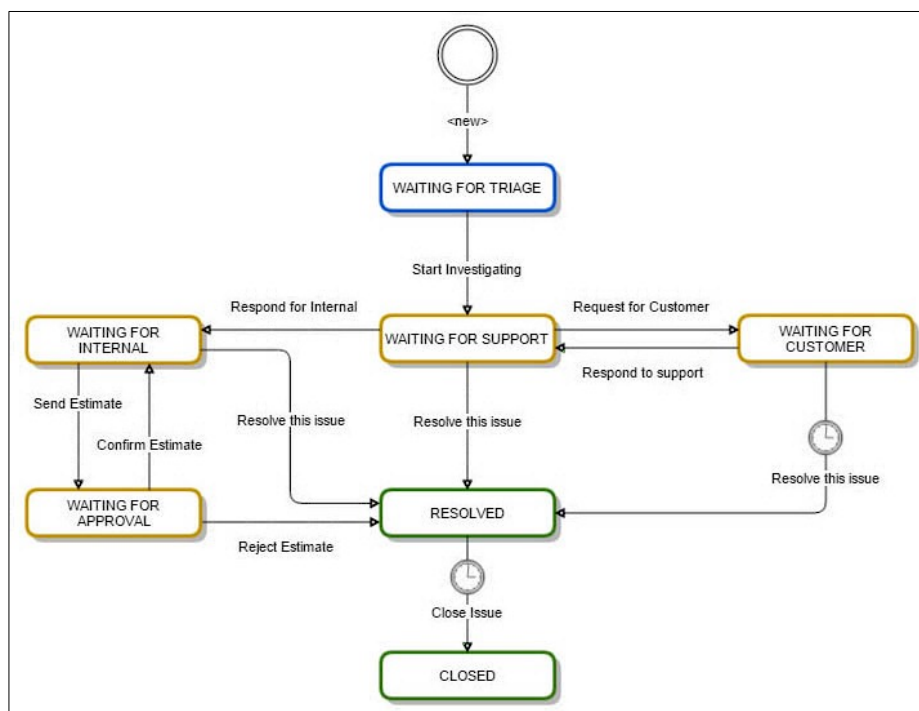 <new>
WAITING FOR TRIAGE
Start Investigating
Respond for Internal
Request for Customer
WAITING FOR
INTERNAL
WAITING FOR SUPPORT
WAITING FOR
CUSTOMER
Respond to support
Send Estimate
Confirm Estimate
Resolve this issue
Resolve this issue
Resolve this issue
WAITING FOR
APPROVAL
RESOLVED
Reject Estimate
Close Issue
CLOSED